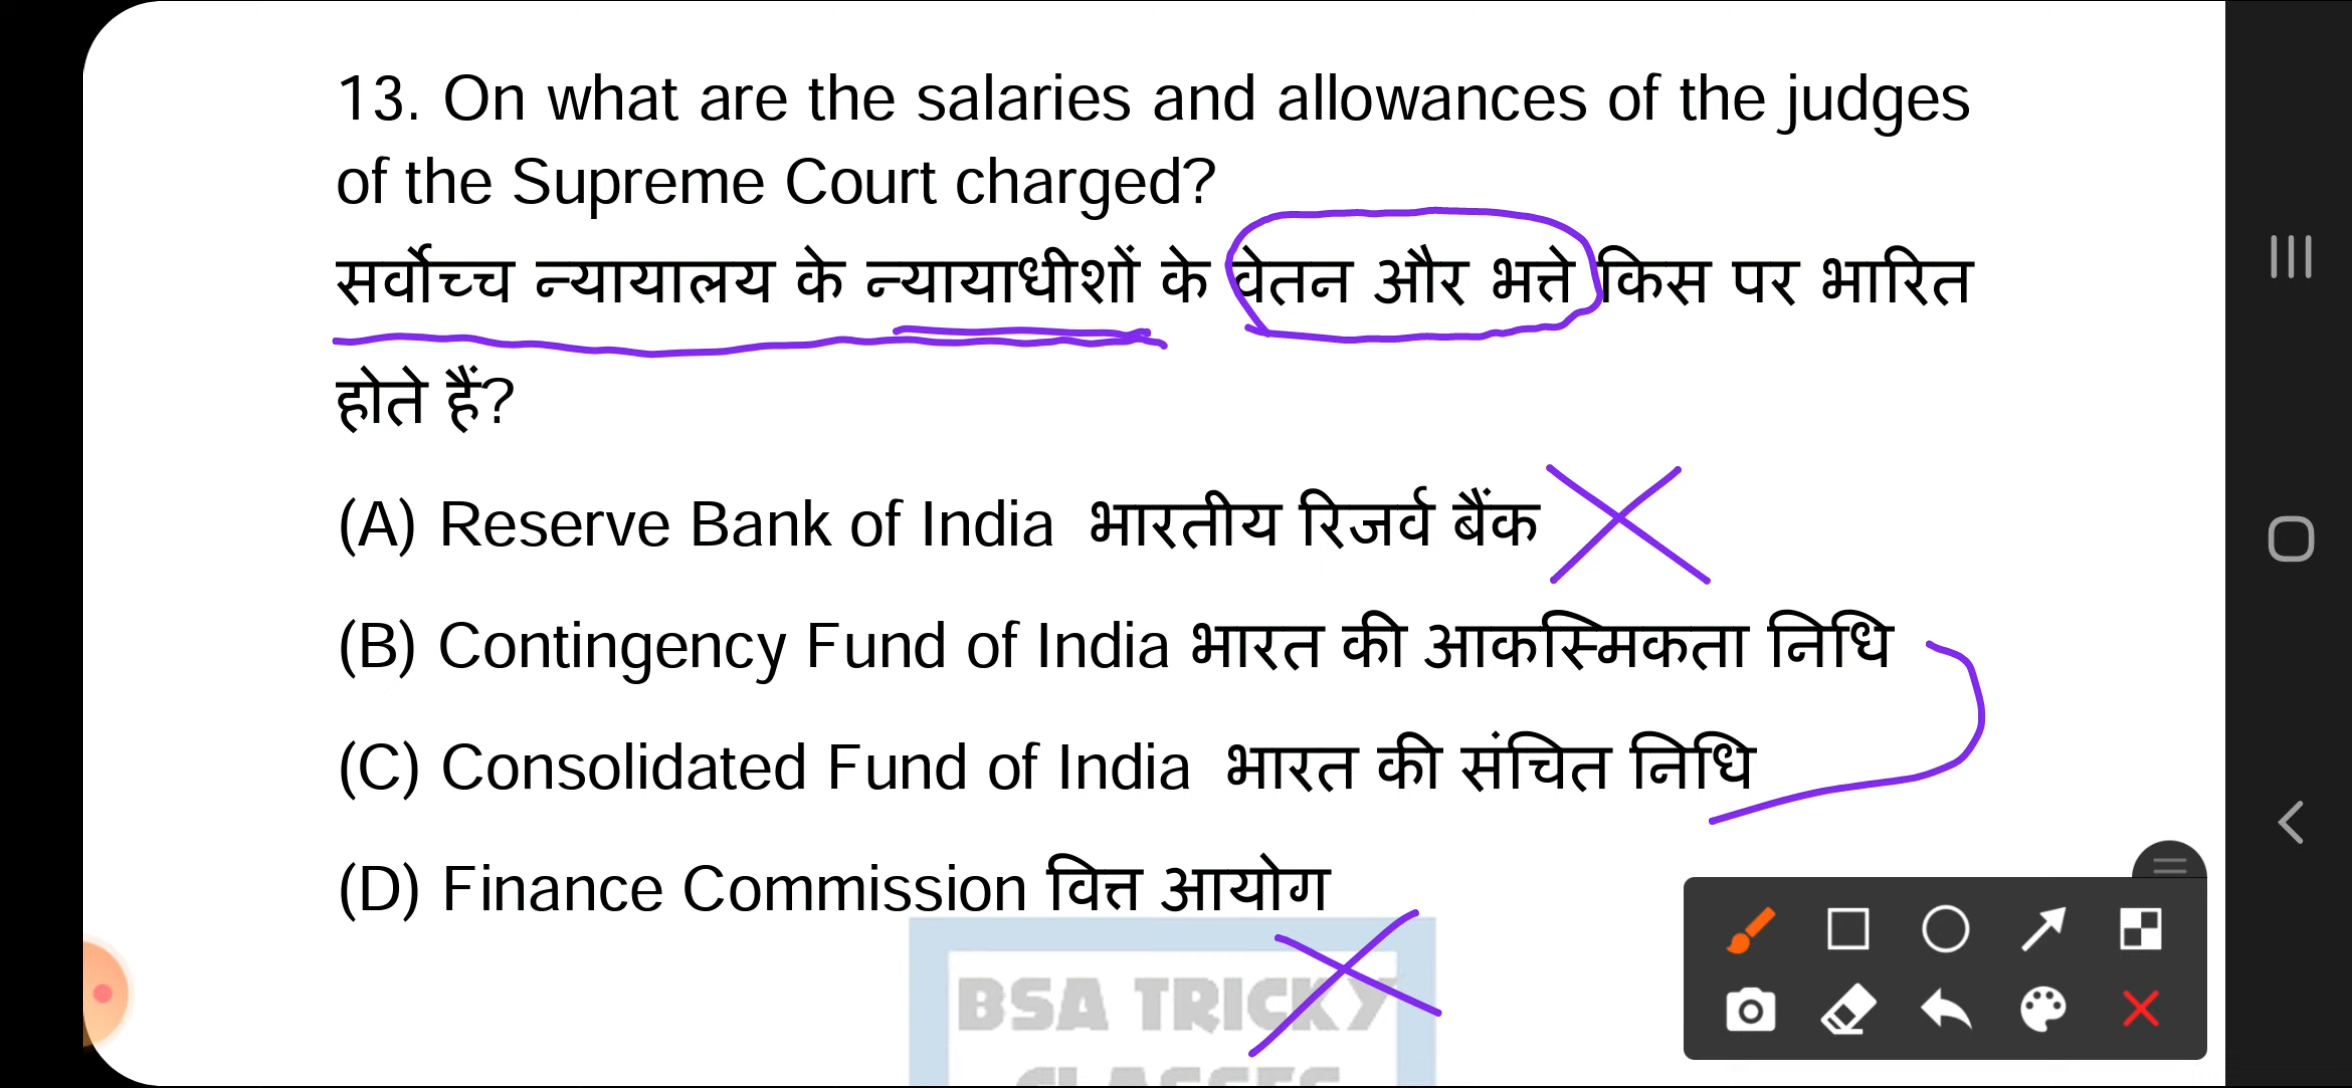 13. On what are the salaries and allowances of the judges
of the Supreme Court charged?
सर्वोच्च न्यायालय के न्यायाधीशों के वेतन और भत्ते किस पर भारित
होते हैं?
(A) Reserve Bank of India भारतीय रिजर्व बैंक
(B) Contingency Fund of India भारत की आकस्मिकता निधि
(C) Consolidated Fund of India भारत की संचित निधि
(D) Finance Commission वित्त आयोग
BSA TRICKY
CLASSES